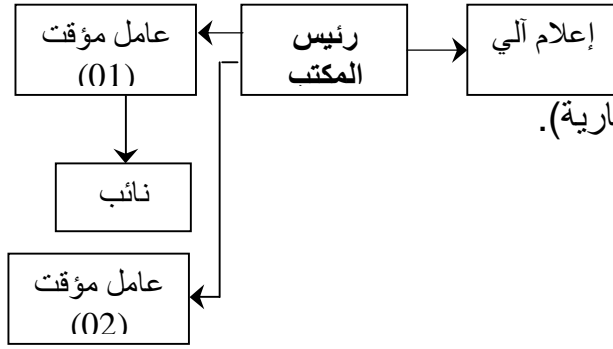 إعلام آلي
رئيس
المكتب
عامل مؤقت
(01)
نائب
عامل مؤقت
(02)